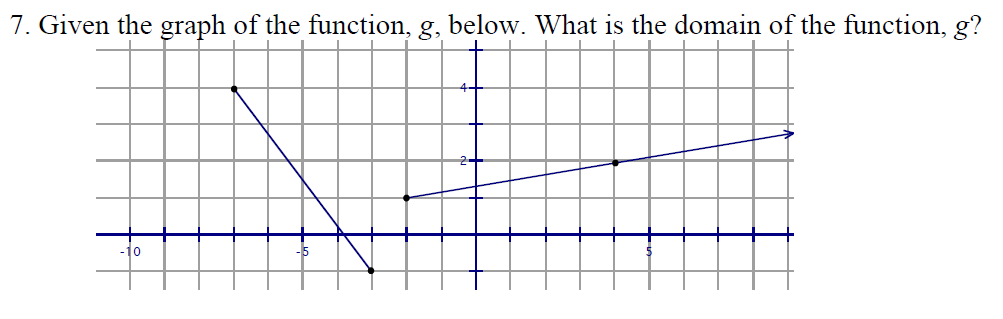 7. Given the graph of the function, g, below. What is the domain of the function, g?
4
2
-10 -5 5